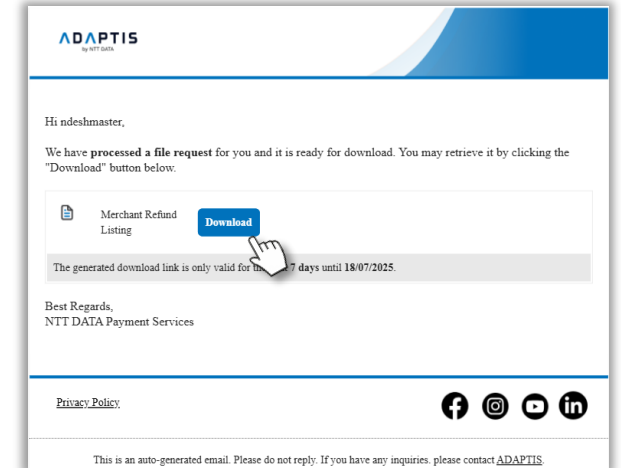 ADAPTIS
by NTT DATA
Hi ndeshmaster,
We have processed a file request for you and it is ready for download. You may retrieve it by clicking the
"Download" button below.
Merchant Refund
Listing
Download
The generated download link is only valid for 7 days until 18/07/2025.
Best Regards,
NTT DATA Payment Services
Privacy Policy
This is an auto-generated email. Please do not reply. If you have any inquiries. please contact ADAPTIS.